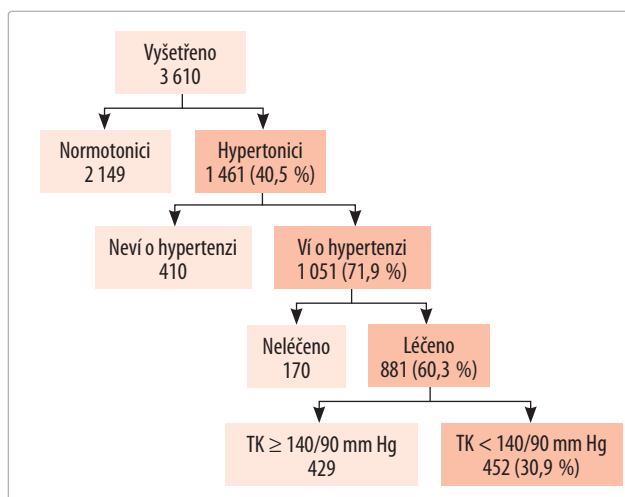 Vyšetřeno
3 610
Normotonici
2 149
Hypertonici
1 461 (40,5 %)
Neví o hypertenzi
410
Ví o hypertenzi
1 051 (71,9 %)
Neléčeno
170
Léčeno
881 (60,3 %)
TK ≥ 140/90 mm Hg
429
TK < 140/90 mm Hg
452 (30,9 %)